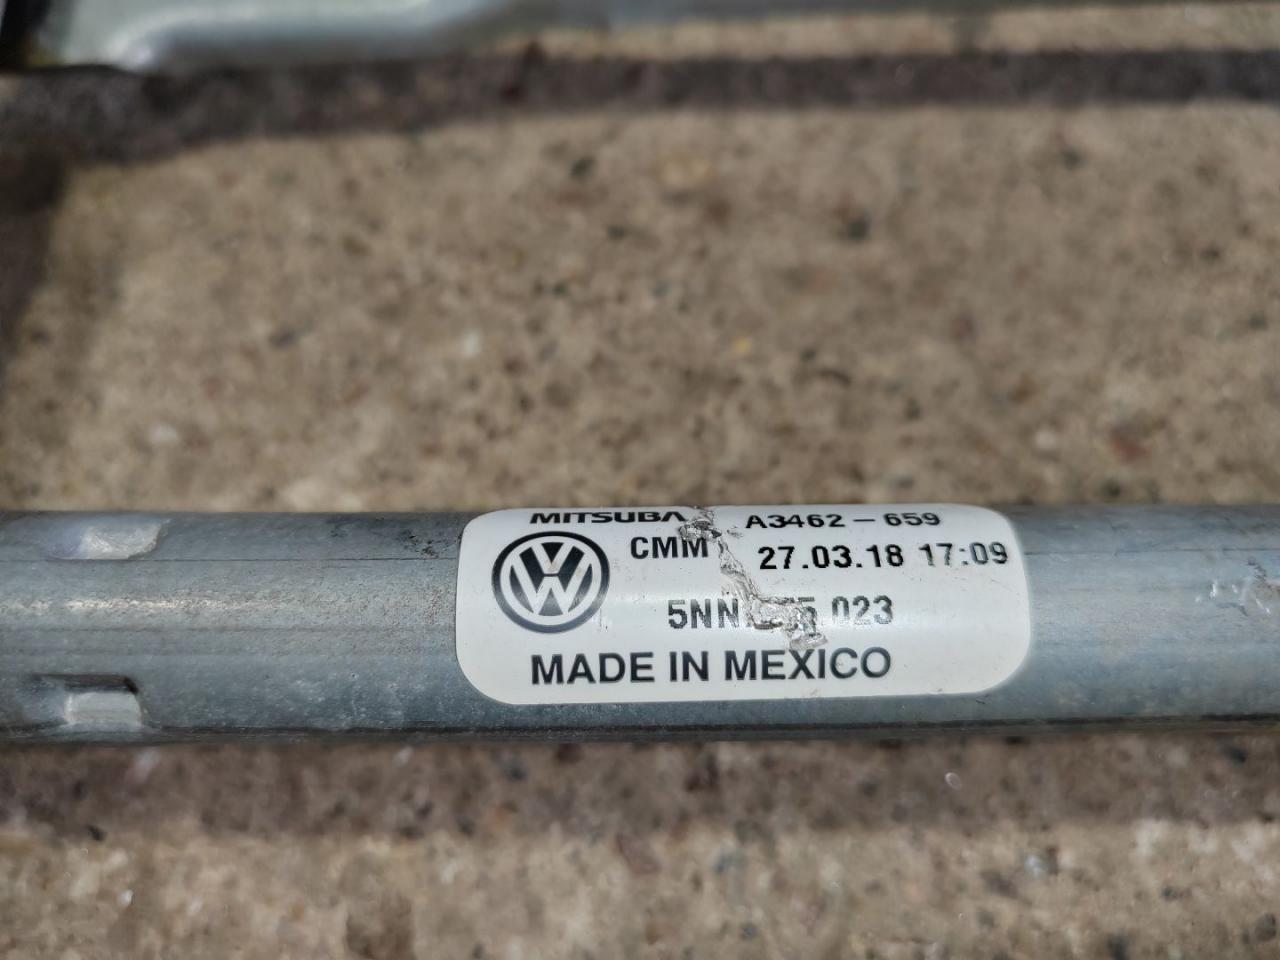 MITSUBA A3462-659
CMM 27.03.18 17:09
023
MADE IN MEXICO